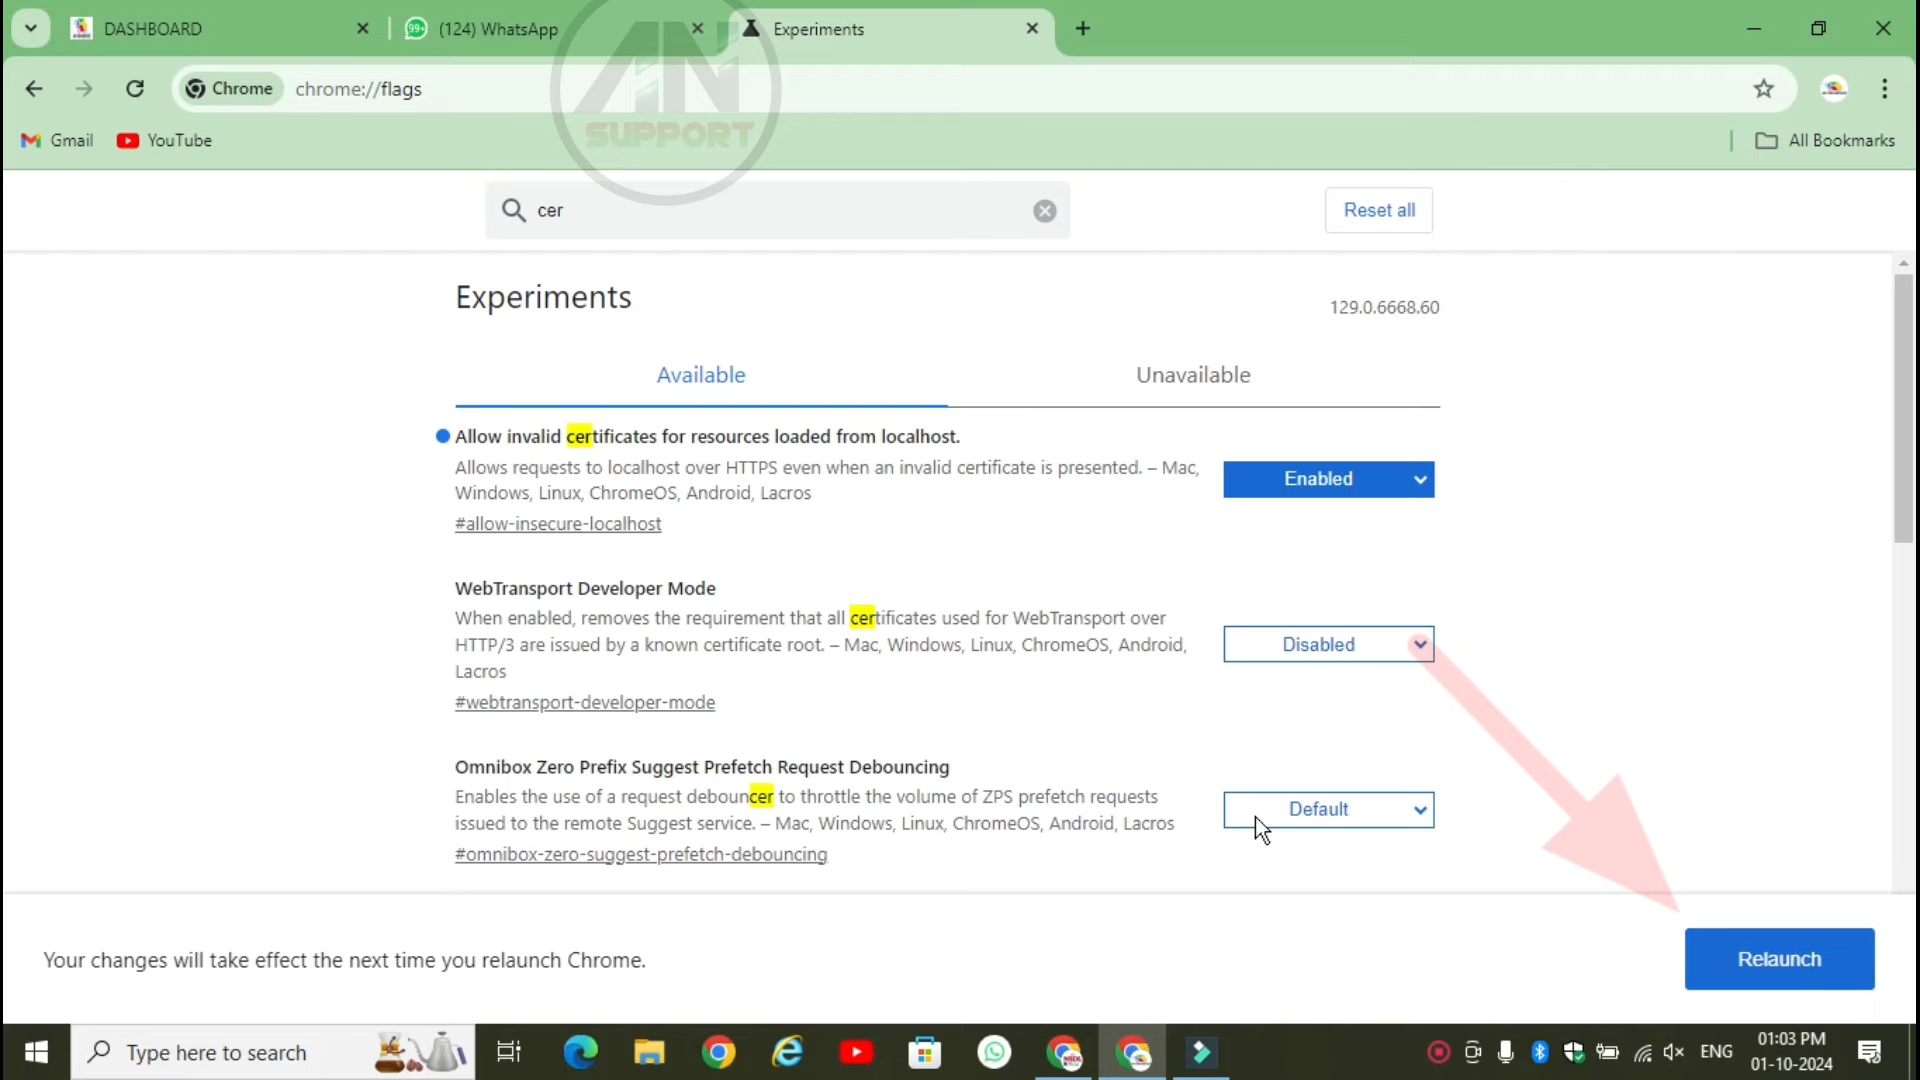 DASHBOARD
99+
(124) WhatsApp
Experiments
Chrome
chrome://flags
Gmail
YouTube
All Bookmarks
AN
SUPPORT
cer
Reset all
Experiments
129.0.6668.60
Available
Unavailable
Allow invalid certificates for resources loaded from localhost.
Allows requests to localhost over HTTPS even when an invalid certificate is presented. – Mac,
Windows, Linux, ChromeOS, Android, Lacros
#allow-insecure-localhost
Enabled
WebTransport Developer Mode
When enabled, removes the requirement that all certificates used for WebTransport over
HTTP/3 are issued by a known certificate root. – Mac, Windows, Linux, ChromeOS, Android,
Lacros
#webtransport-developer-mode
Disabled
Omnibox Zero Prefix Suggest Prefetch Request Debouncing
Enables the use of a request debouncer to throttle the volume of ZPS prefetch requests
issued to the remote Suggest service. – Mac, Windows, Linux, ChromeOS, Android, Lacros
#omnibox-zero-suggest-prefetch-debouncing
Default
Your changes will take effect the next time you relaunch Chrome.
Relaunch
Type here to search
NSDL
ENG
01:03 PM
01-10-2024